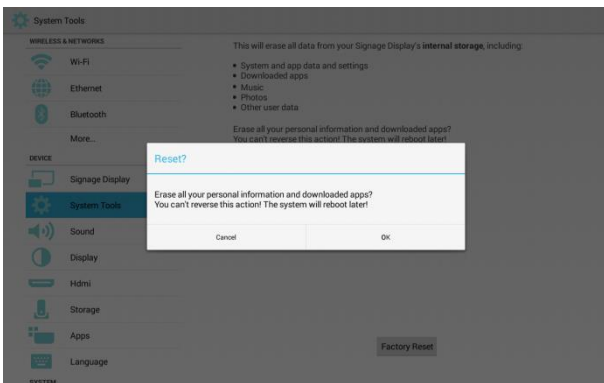 System Tools
WIRELESS & NETWORKS
Wi-Fi
Ethernet
Bluetooth
More...
DEVICE
Signage Display
System Tools
Sound
Display
Hdmi
Storage
Apps
Language
SYSTEM
This will erase all data from your Signage Display's internal storage, including:
• System and app data and settings
• Downloaded apps
• Music
• Photos
• Other user data
Erase all your personal information and downloaded apps?
You can't reverse this action! The system will reboot later!
Reset?
Erase all your personal information and downloaded apps?
You can't reverse this action! The system will reboot later!
Cancel
OK
Factory Reset